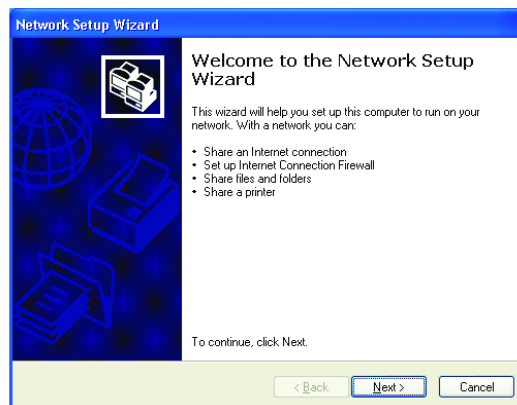 Network Setup Wizard
Welcome to the Network Setup
Wizard
This wizard will help you set up this computer to run on your
network. With a network you can:
• Share an Internet connection
• Set up Internet Connection Firewall
• Share files and folders
• Share a printer
To continue, click Next.
< Back Next > Cancel